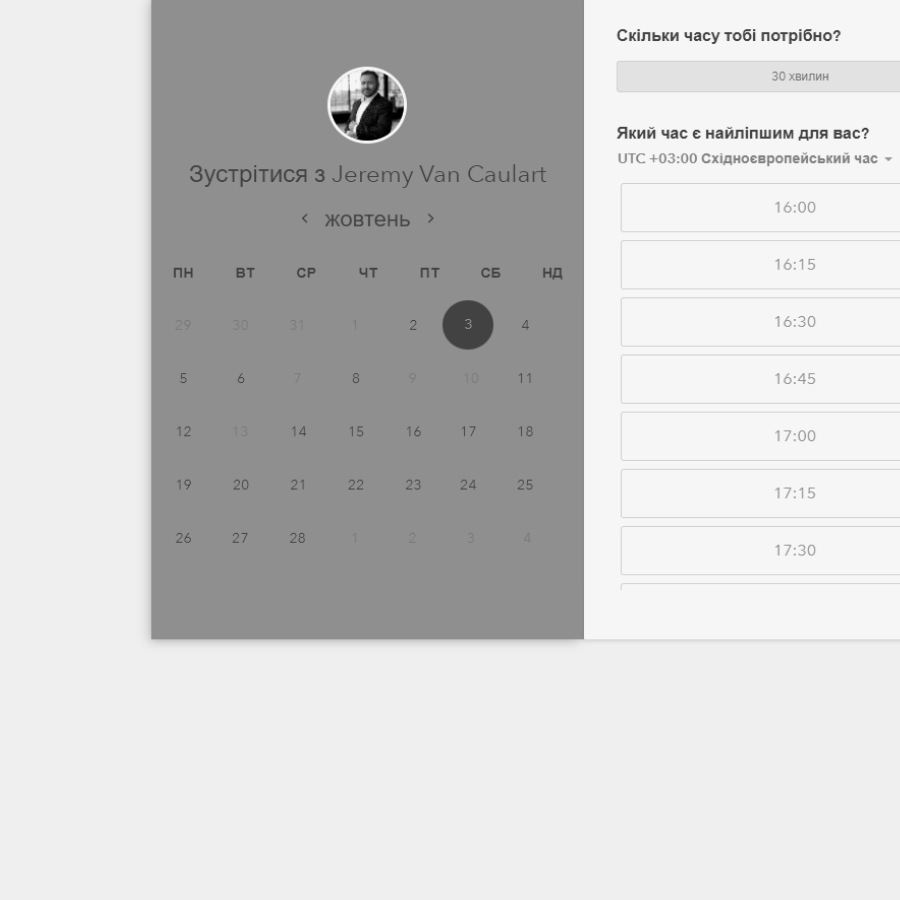 Зустрітися з Jeremy Van Caulart
жовтень
ПН ВТ СР ЧТ ПТ СБ НД
29 30 31 1 2 3 4
5 6 7 8 9 10 11
12 13 14 15 16 17 18
19 20 21 22 23 24 25
26 27 28 1 2 3 4
Скільки часу тобі потрібно?
30 хвилин
Який час є найліпшим для вас?
UTC +03:00 Східноєвропейський час
16:00
16:15
16:30
16:45
17:00
17:15
17:30